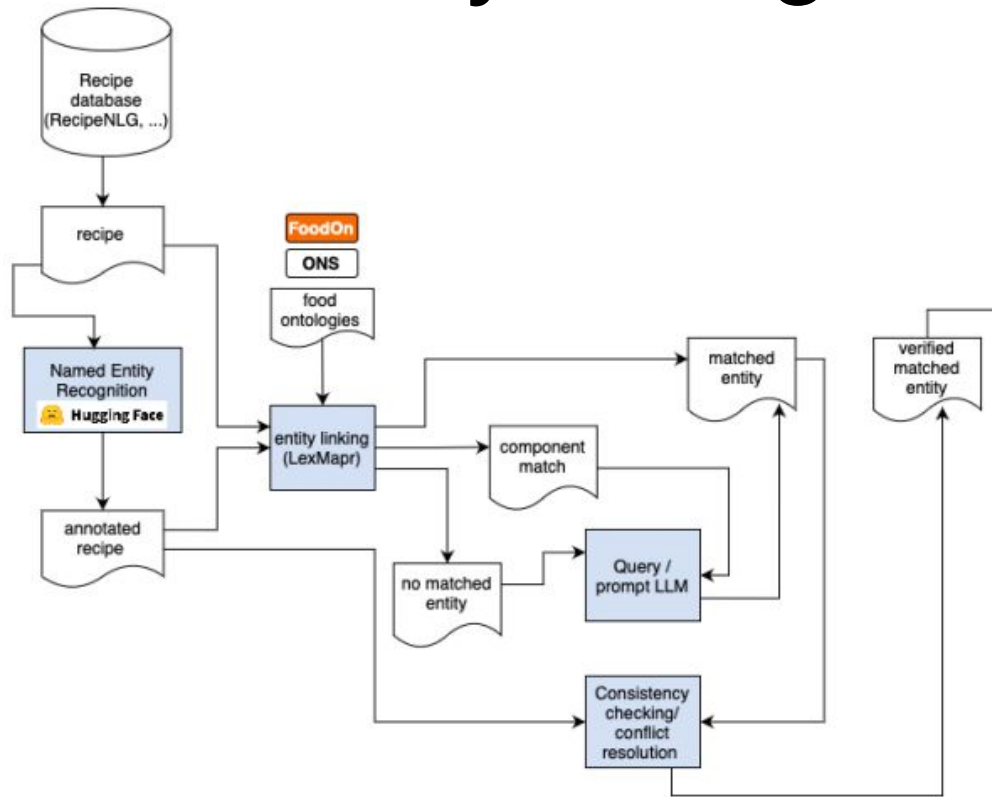 Recipe
database
(RecipeNLG, ...)
recipe
FoodOn
ONS
food
ontologies
Named Entity
Recognition
Hugging Face
entity linking
(LexMapr)
matched
entity
verified
matched
entity
component
match
annotated
recipe
no matched
entity
Query /
prompt LLM
Consistency
checking/
conflict
resolution